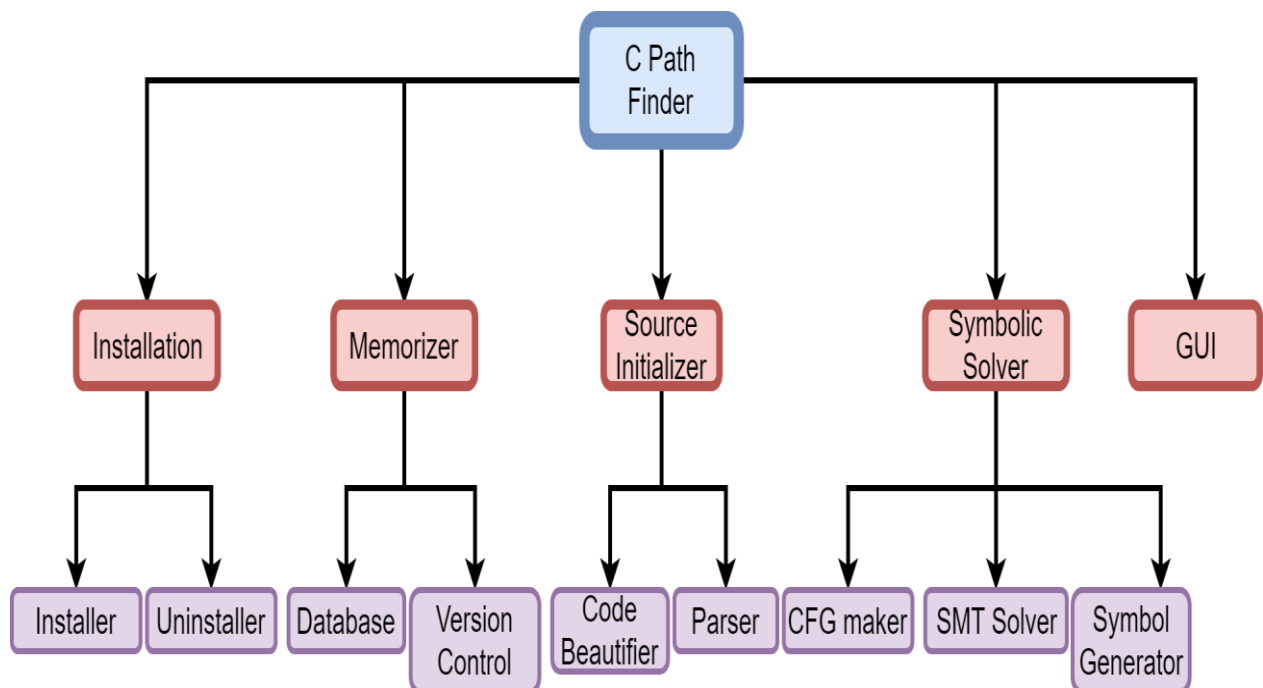 C Path
Finder
Installation
Memorizer
Source
Initializer
Symbolic
Solver
GUI
Installer
Uninstaller
Database
Version
Control
Code
Beautifier
Parser
CFG maker
SMT Solver
Symbol
Generator